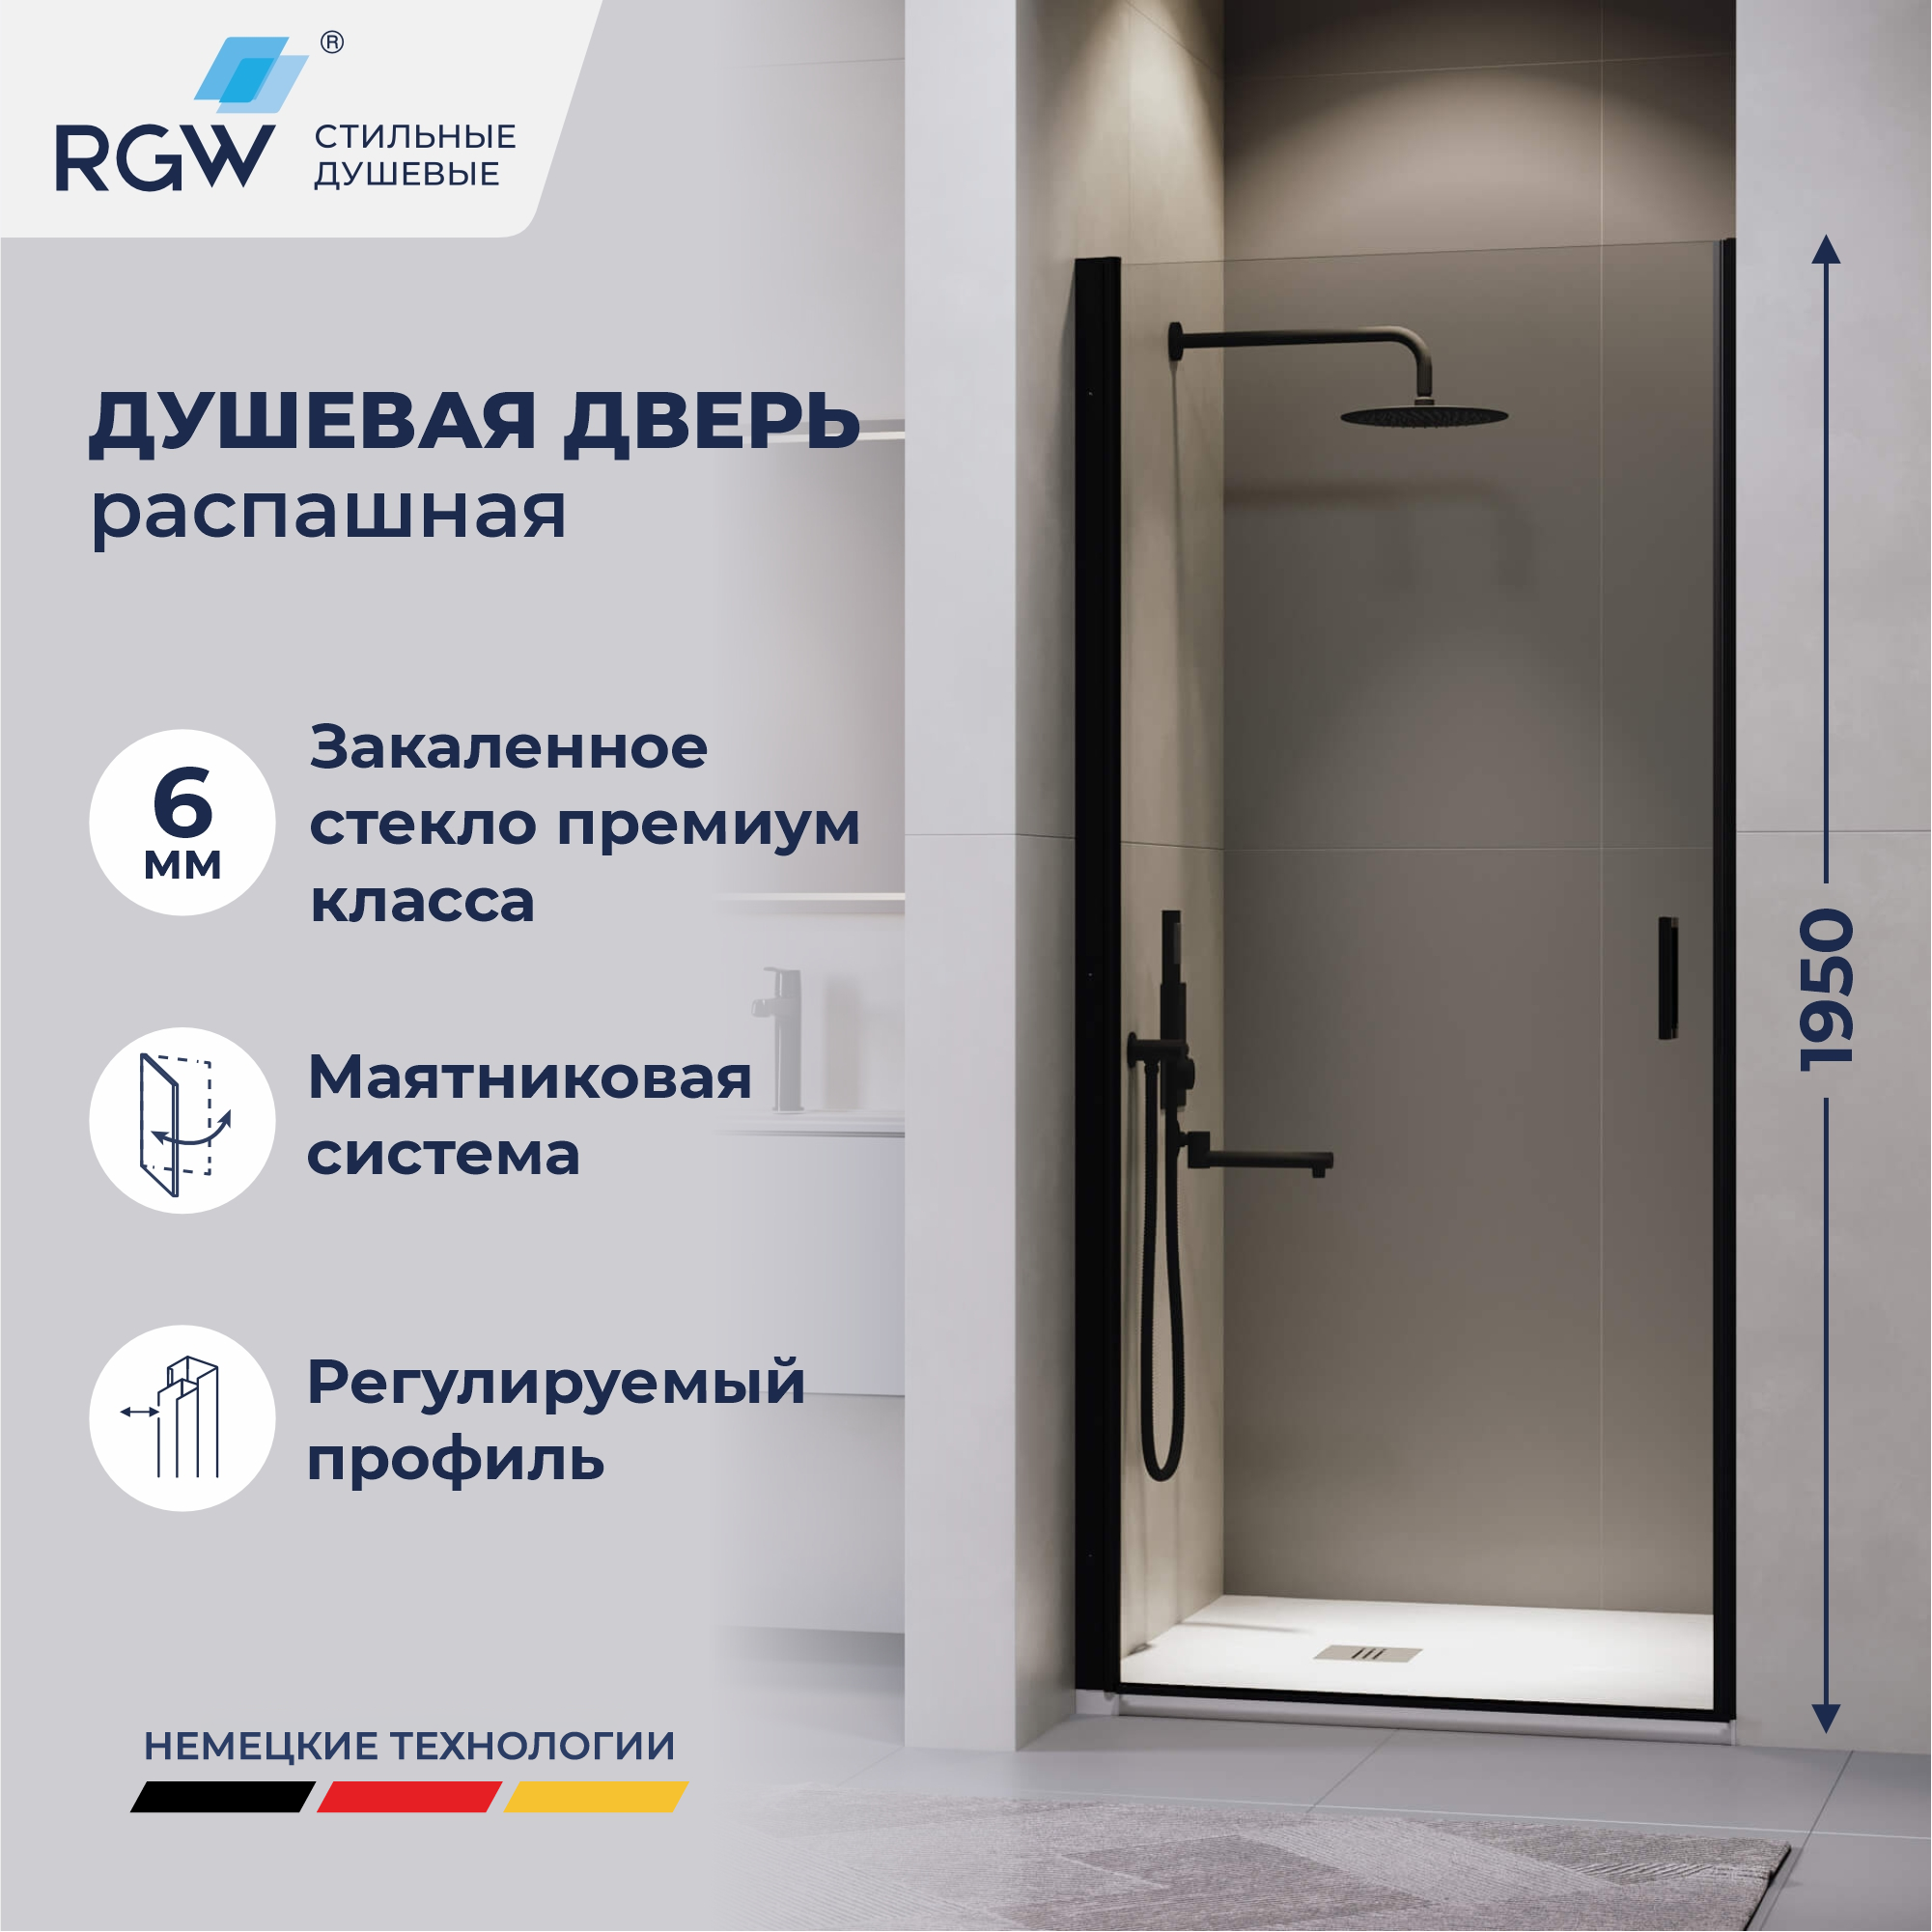 ®
RGW
СТИЛЬНЫЕ
ДУШЕВЫЕ
ДУШЕВАЯ ДВЕРЬ
распашная
6
мм
Закаленное
стекло премиум
класса
Маятниковая
система
Регулируемый
профиль
НЕМЕЦКИЕ ТЕХНОЛОГИИ
1950